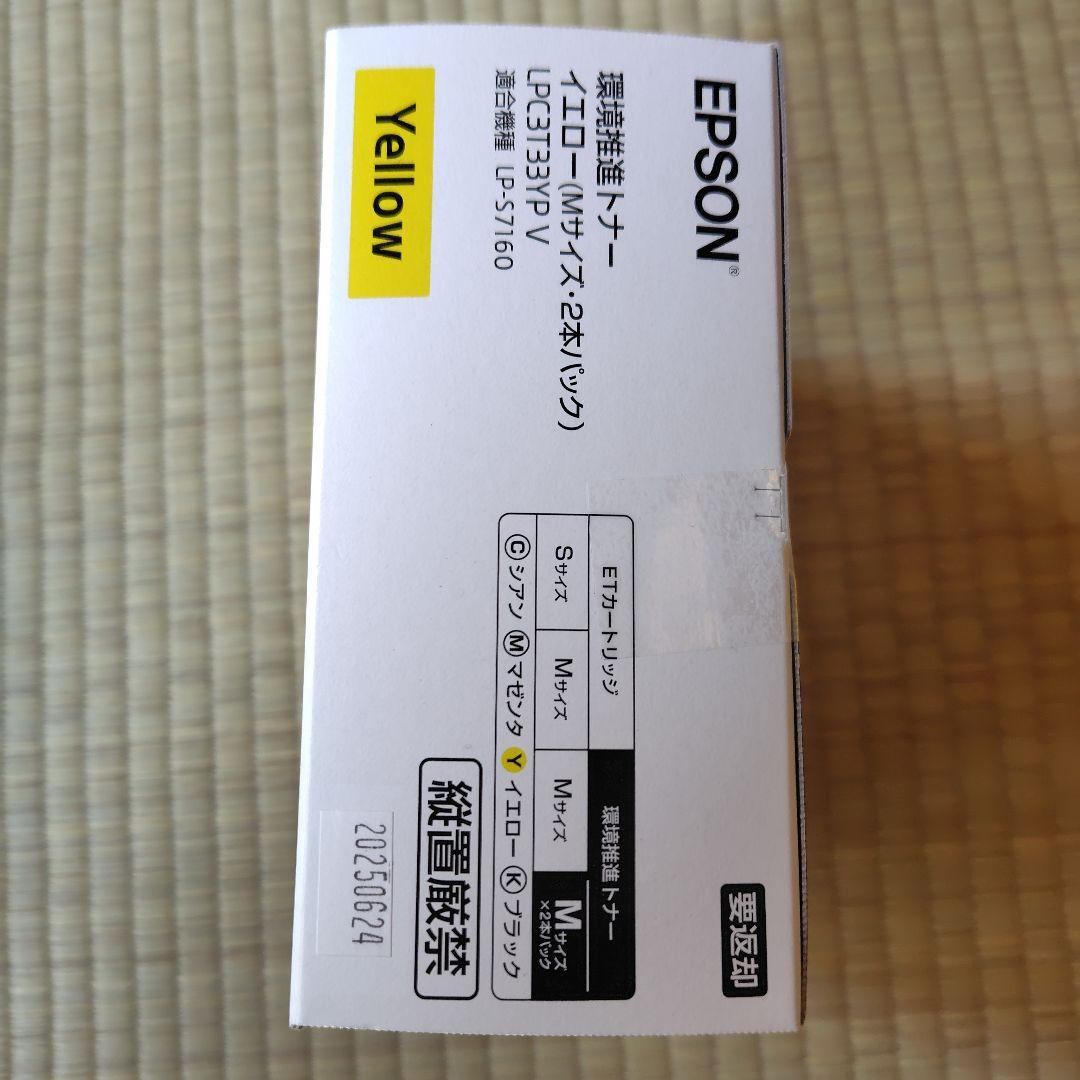 EPSON®
環境推進トナー
イエロー(Mサイズ・2本パック)
LPC3T33YP V
適合機種 LP-S7160
Yellow
ETカートリッジ 環境推進トナー
Sサイズ Mサイズ Mサイズ Mサイズ
×2本パック
Cシアン Mマゼンタ Yイエロー Kブラック
要返却
縦置厳禁
20250624